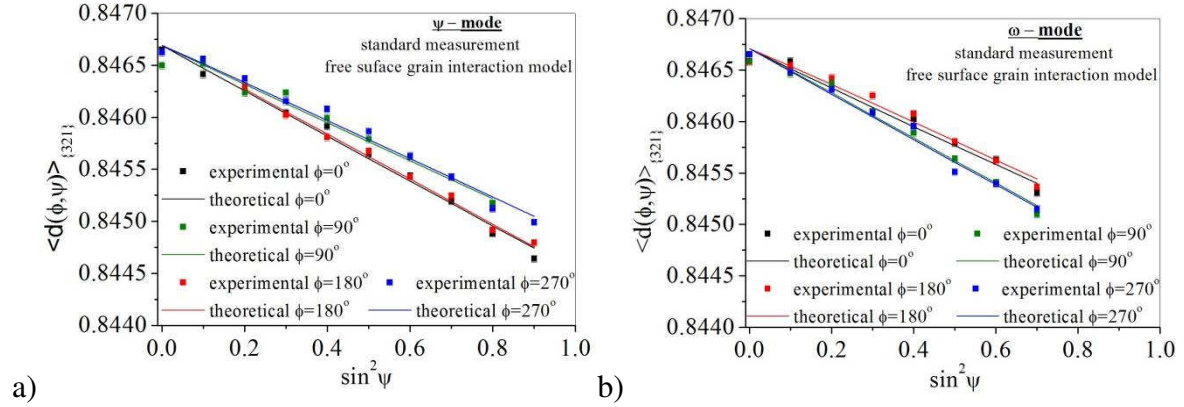 ψ – mode
standard measurement
free suface grain interaction model
<d(ϕ,ψ)>{321}
0.8470
0.8465
0.8460
0.8455
0.8450
0.8445
0.8440
experimental ϕ=0°
theoretical ϕ=0°
experimental ϕ=90°
theoretical ϕ=90°
experimental ϕ=180° experimental ϕ=270°
theoretical ϕ=180° theoretical ϕ=270°
0.0 0.2 0.4 0.6 0.8 1.0
sin²ψ
a)
ω – mode
standard measurement
free suface grain interaction model
<d(ϕ,ψ)>{321}
0.8470
0.8465
0.8460
0.8455
0.8450
0.8445
0.8440
experimental ϕ=0° experimental ϕ=90°
theoretical ϕ=0° theoretical ϕ=90°
experimental ϕ=180° experimental ϕ=270°
theoretical ϕ=180° theoretical ϕ=270°
0.0 0.2 0.4 0.6 0.8 1.0
sin²ψ
b)